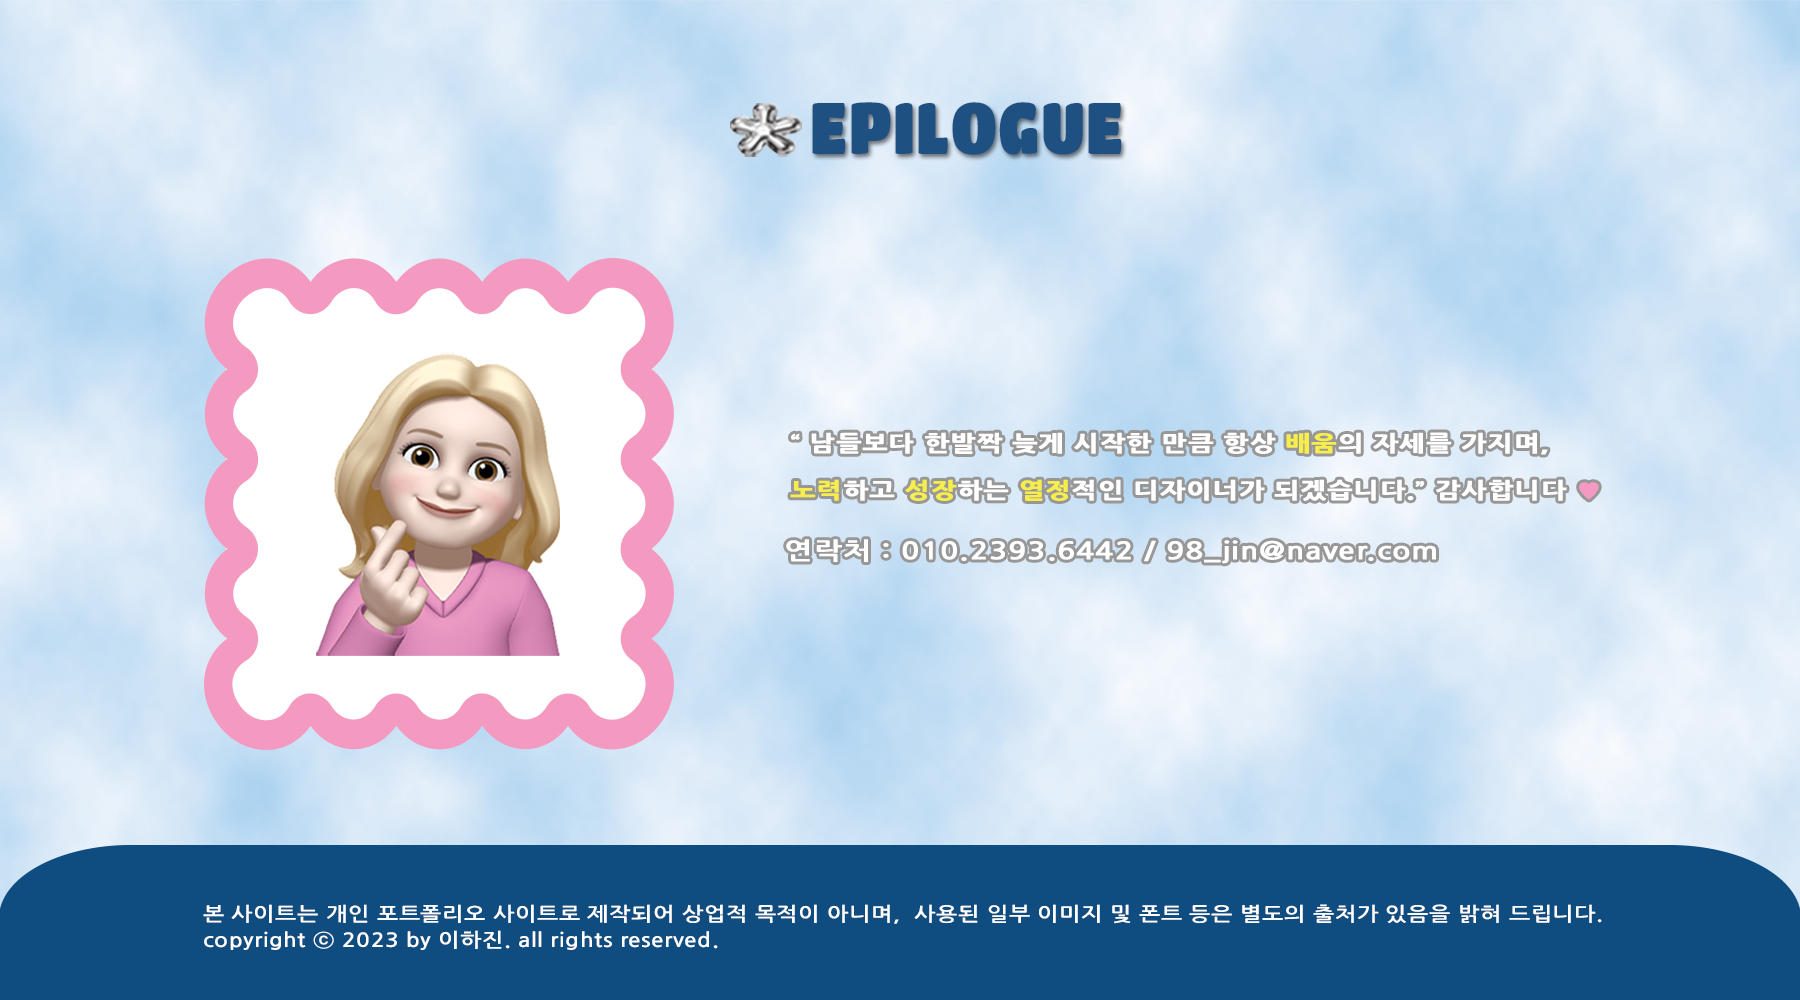 EPILOGUE
“ 남들보다 한발짝 늦게 시작한 만큼 항상 배움의 자세를 가지며,
노력하고 성장하는 열정적인 디자이너가 되겠습니다.” 감사합니다
연락처 : 010.2393.6442 / 98_jin@naver.com
본 사이트는 개인 포트폴리오 사이트로 제작되어 상업적 목적이 아니며, 사용된 일부 이미지 및 폰트 등은 별도의 출처가 있음을 밝혀 드립니다.
copyright ⓒ 2023 by 이하진. all rights reserved.